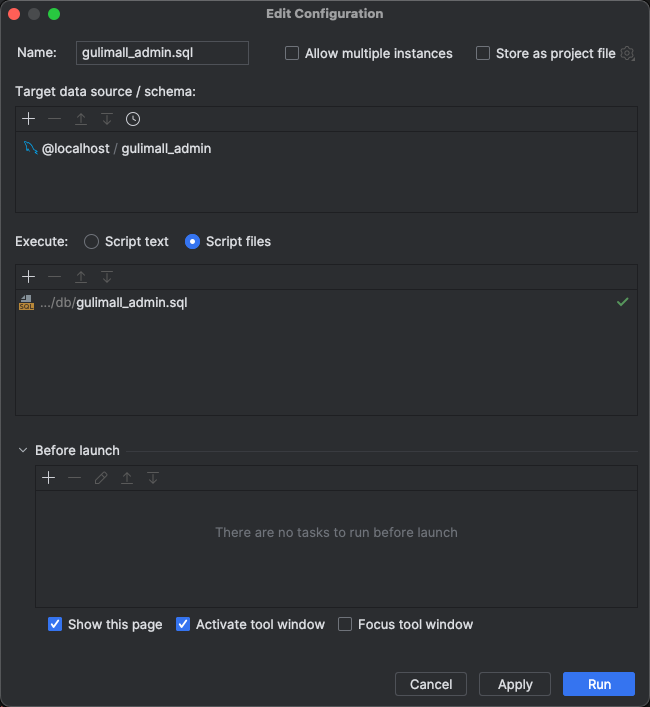 Edit Configuration
Name: gulimall_admin.sql Allow multiple instances Store as project file
Target data source / schema:
@localhost / gulimall_admin
Execute: Script text Script files
SQL .../db/gulimall_admin.sql
Before launch
There are no tasks to run before launch
Show this page Activate tool window Focus tool window
Cancel Apply Run